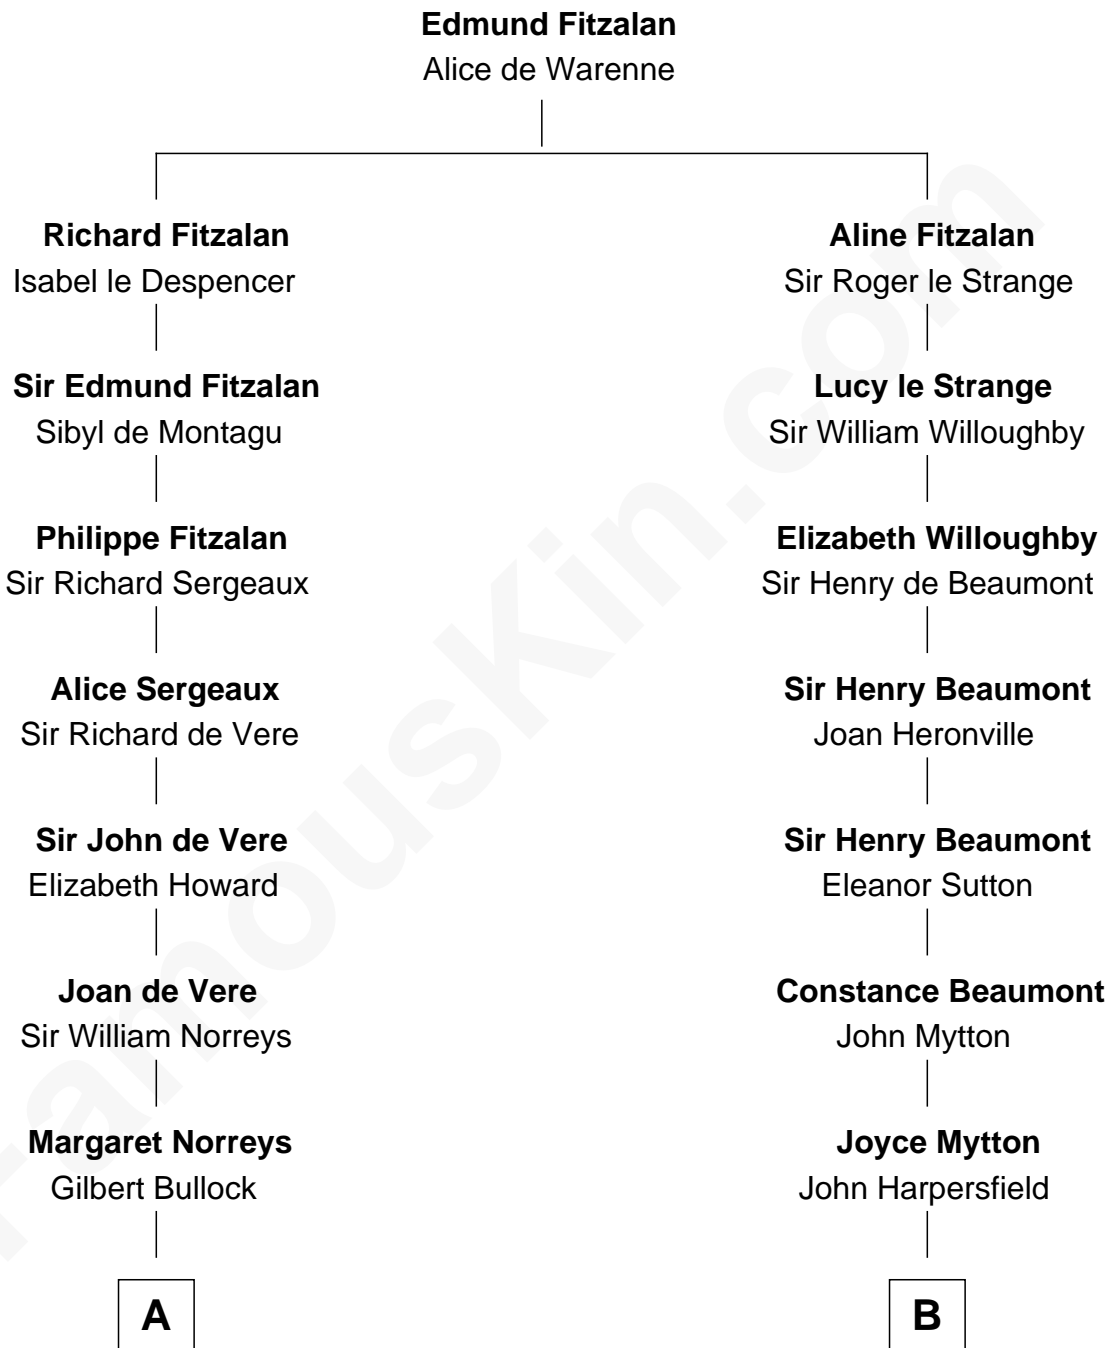 Edmund Fitzalan
Alice de Warenne
Richard Fitzalan
Isabel le Despencer
Sir Edmund Fitzalan
Sibyl de Montagu
Philippe Fitzalan
Sir Richard Sergeaux
Alice Sergeaux
Sir Richard de Vere
Sir John de Vere
Elizabeth Howard
Joan de Vere
Sir William Norreys
Margaret Norreys
Gilbert Bullock
A
Aline Fitzalan
Sir Roger le Strange
Lucy le Strange
Sir William Willoughby
Elizabeth Willoughby
Sir Henry de Beaumont
Sir Henry Beaumont
Joan Heronville
Sir Henry Beaumont
Eleanor Sutton
Constance Beaumont
John Mytton
Joyce Mytton
John Harpersfield
B
FamousKin.com